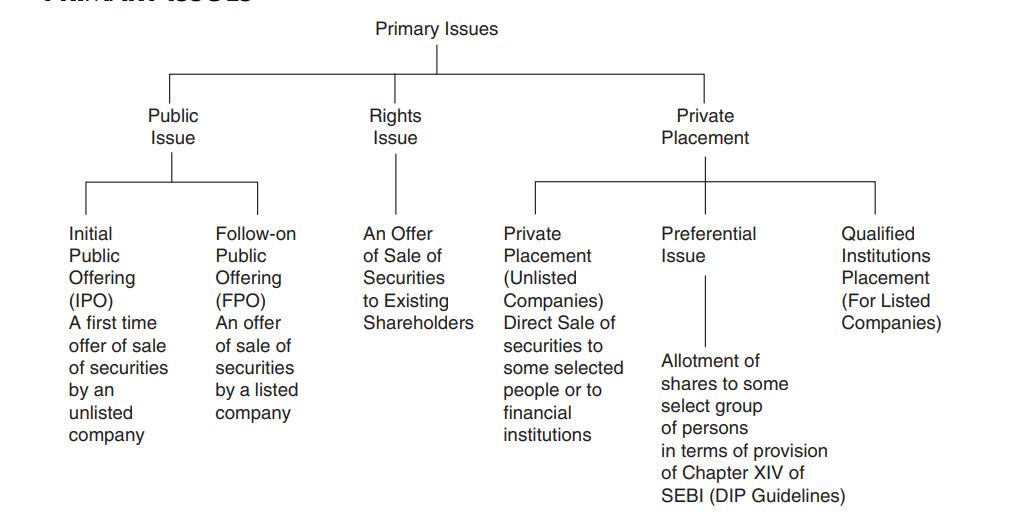 PRIMARY ISSUES
Primary Issues
Public
Issue
Rights
Issue
Private
Placement
Initial
Public
Offering
(IPO)
A first time
offer of sale
of securities
by an
unlisted
company
Follow-on
Public
Offering
(FPO)
An offer
of sale of
securities
by a listed
company
An Offer
of Sale of
Securities
to Existing
Shareholders
Private
Placement
(Unlisted
Companies)
Direct Sale of
securities to
some selected
people or to
financial
institutions
Preferential
Issue
Allotment of
shares to some
select group
of persons
in terms of provision
of Chapter XIV of
SEBI (DIP Guidelines)
Qualified
Institutions
Placement
(For Listed
Companies)